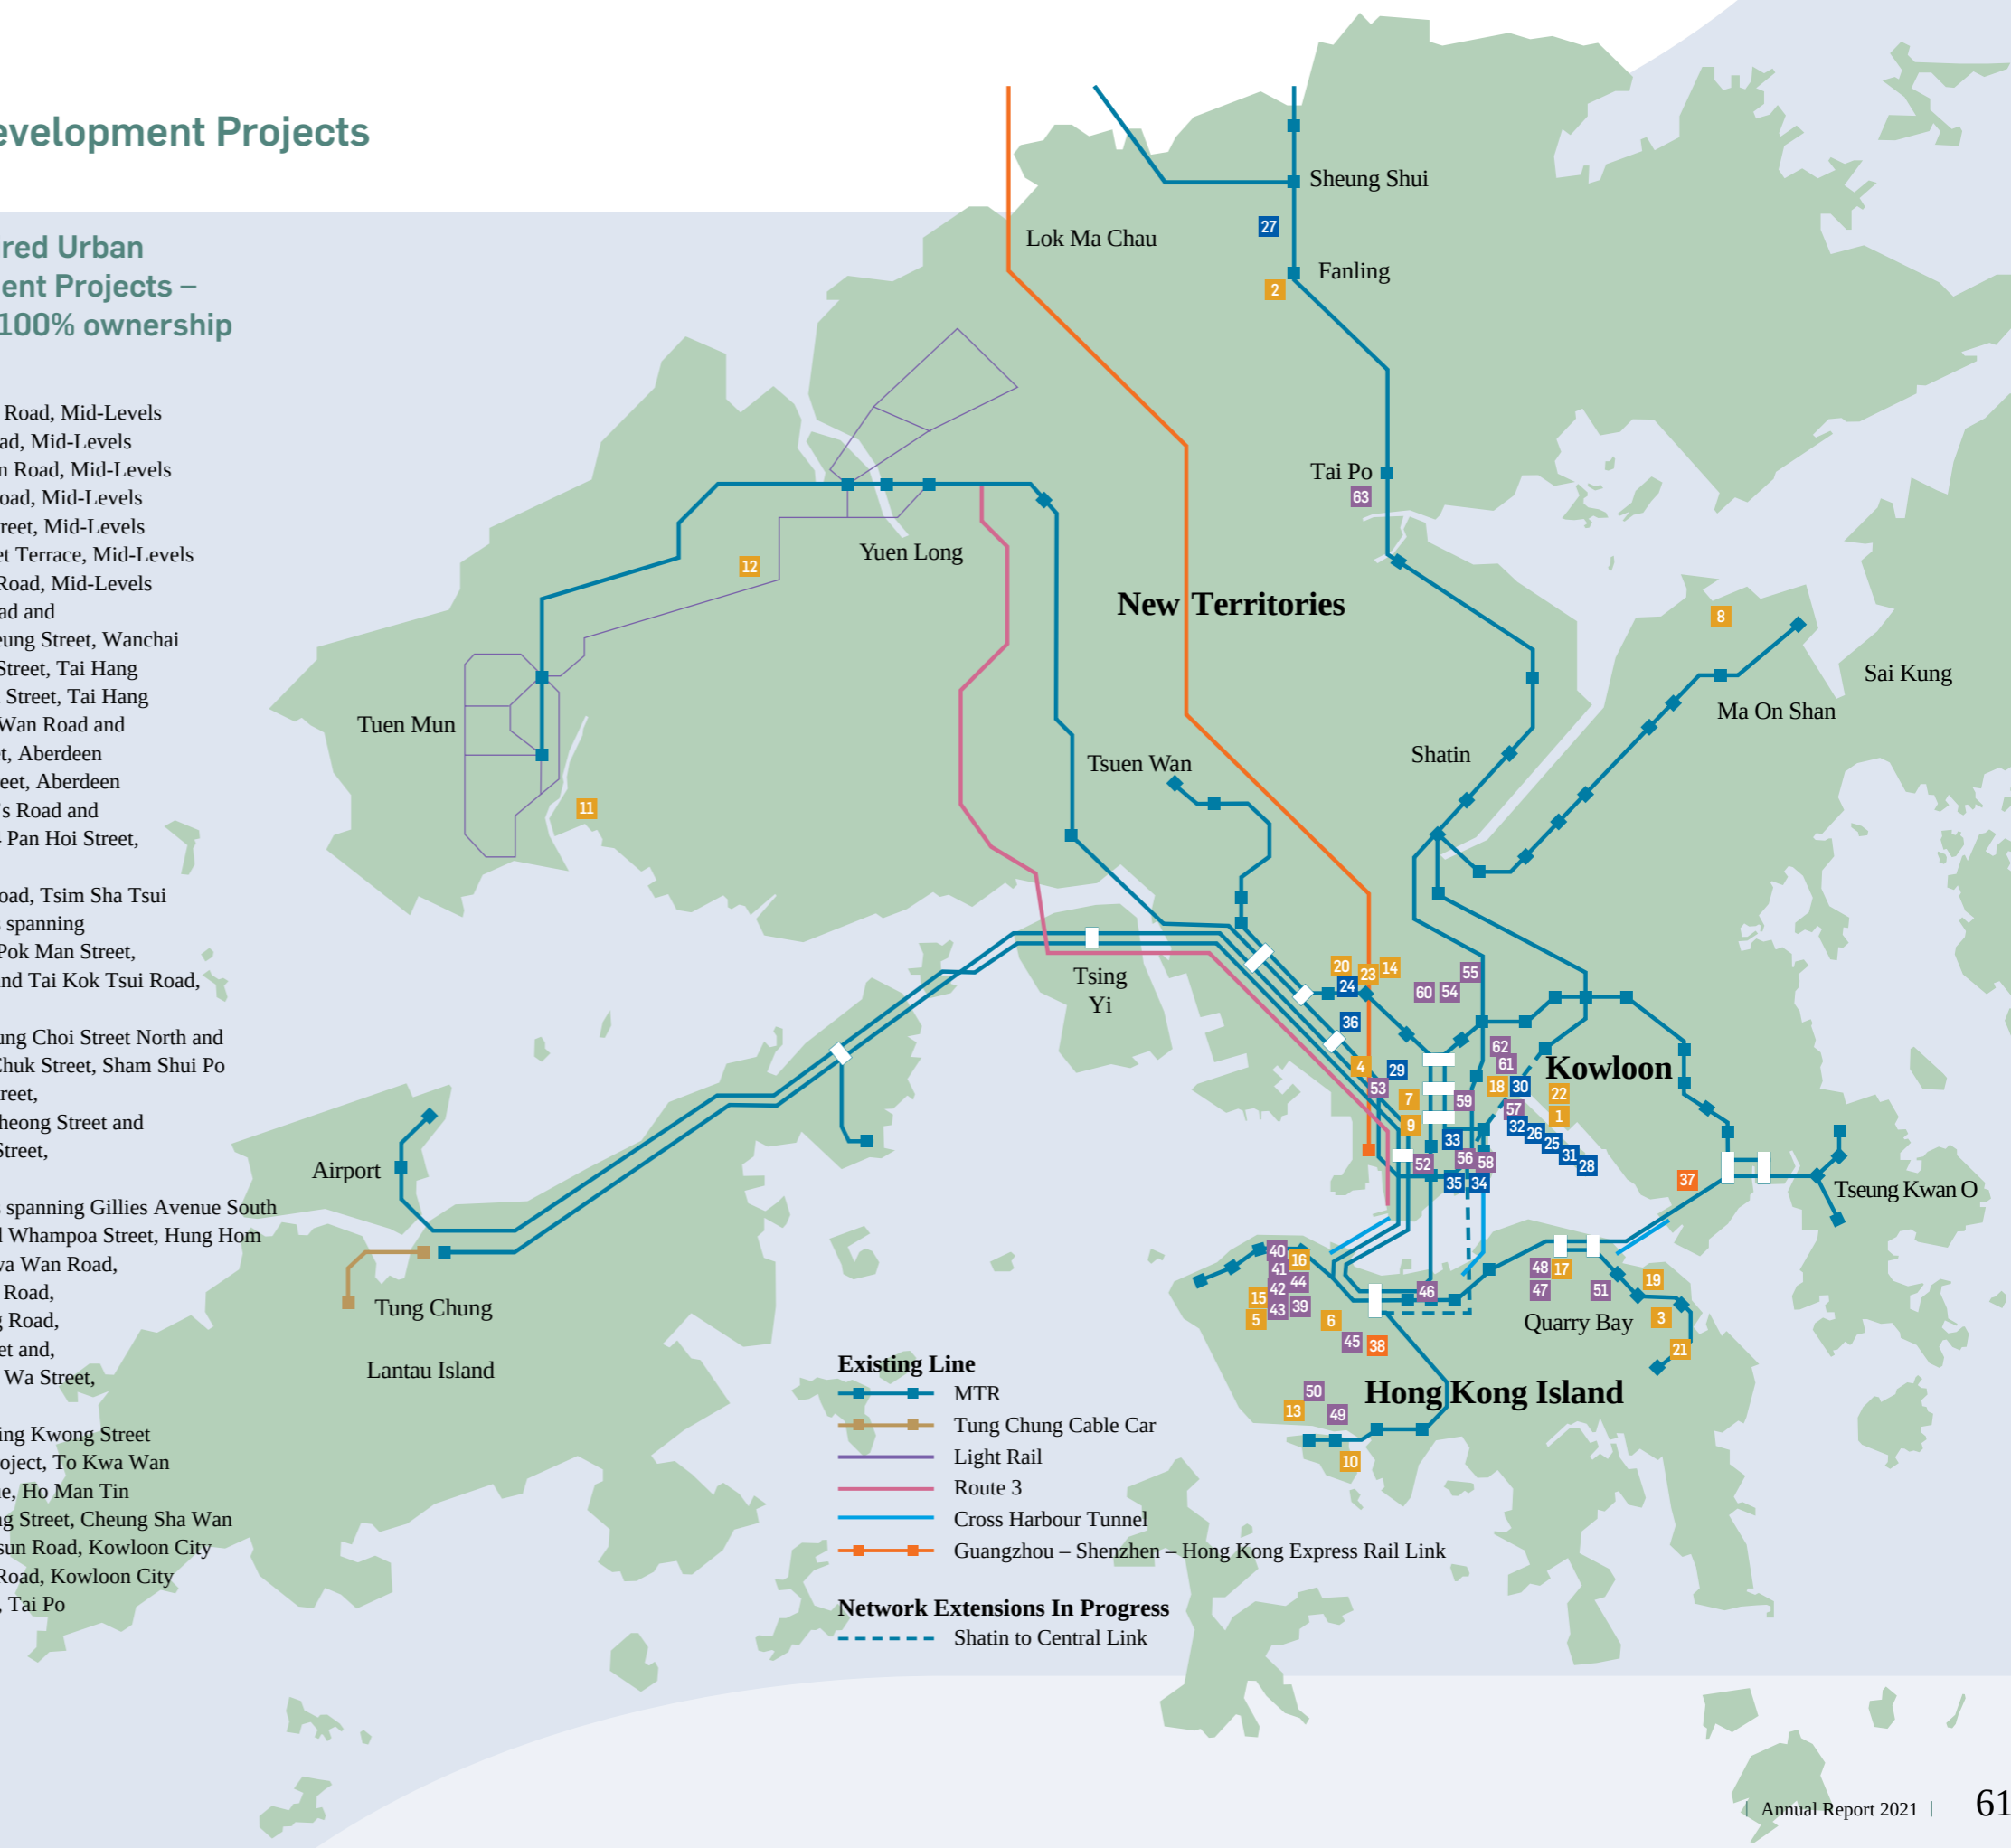 evelopment Projects
red Urban
ent Projects –
100% ownership
Road, Mid-Levels
ad, Mid-Levels
n Road, Mid-Levels
oad, Mid-Levels
reet, Mid-Levels
et Terrace, Mid-Levels
Road, Mid-Levels
ad and
eung Street, Wanchai
Street, Tai Hang
Street, Tai Hang
Wan Road and
t, Aberdeen
eet, Aberdeen
's Road and
Pan Hoi Street,
oad, Tsim Sha Tsui
spanning
Pok Man Street,
nd Tai Kok Tsui Road,
ung Choi Street North and
Chuk Street, Sham Shui Po
reet,
heong Street and
Street,
spanning Gillies Avenue South
d Whampoa Street, Hung Hom
wa Wan Road,
Road,
g Road,
et and,
Wa Street,
ing Kwong Street
oject, To Kwa Wan
e, Ho Man Tin
ng Street, Cheung Sha Wan
sun Road, Kowloon City
Road, Kowloon City
, Tai Po
Sheung Shui
27
Lok Ma Chau
Fanling
2
Tai Po
63
Yuen Long
12
New Territories
8
Sai Kung
Ma On Shan
Tuen Mun
Shatin
Tsuen Wan
11
Tsing
Yi
20
23
14
24
55
60
54
36
62
61
Kowloon
4
29
53
18
30
22
7
59
57
1
9
32
26
33
25
31
52
56
58
28
35
34
37
Airport
Tseung Kwan O
40
16
41
44
42
15
43
39
5
6
46
48
17
47
51
19
3
Quarry Bay
21
45
38
Tung Chung
Lantau Island
Hong Kong Island
50
13
49
10
Existing Line
MTR
Tung Chung Cable Car
Light Rail
Route 3
Cross Harbour Tunnel
Guangzhou – Shenzhen – Hong Kong Express Rail Link
Network Extensions In Progress
Shatin to Central Link
| Annual Report 2021 | 61